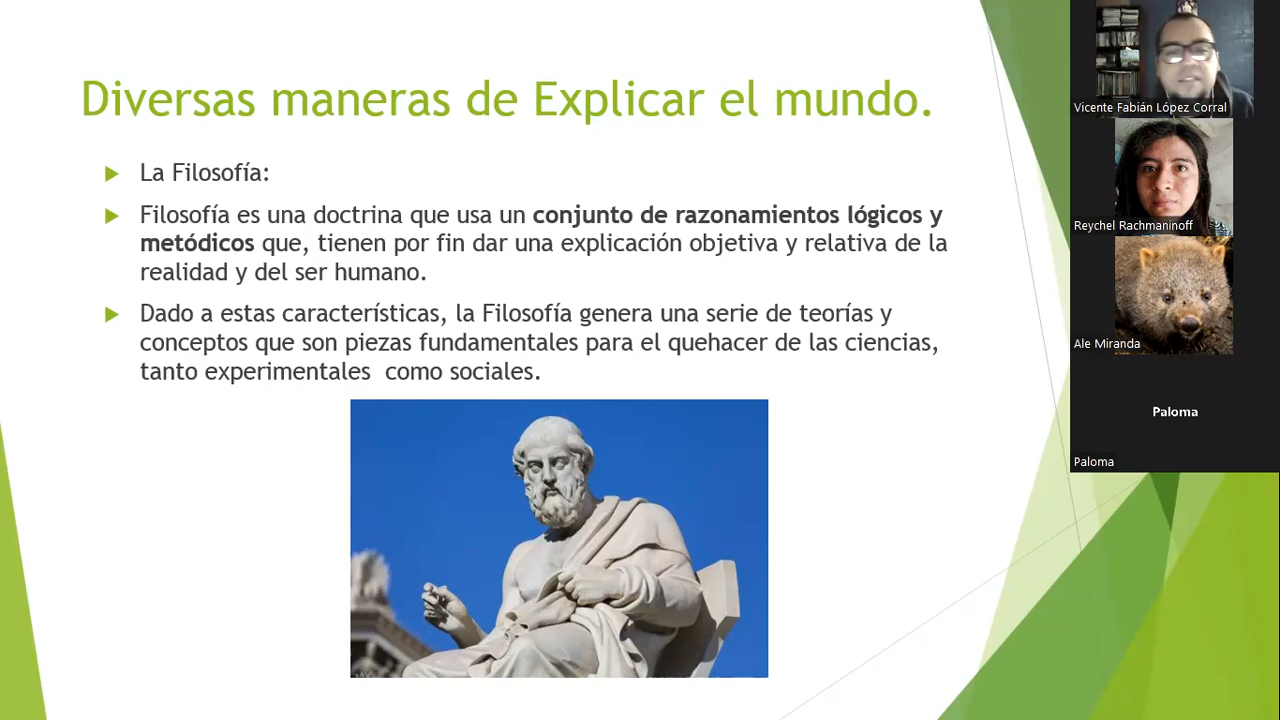 Diversas maneras de Explicar el mundo.
La Filosofía:
Filosofía es una doctrina que usa un conjunto de razonamientos lógicos y
metódicos que, tienen por fin dar una explicación objetiva y relativa de la
realidad y del ser humano.
Dado a estas características, la Filosofía genera una serie de teorías y
conceptos que son piezas fundamentales para el quehacer de las ciencias,
tanto experimentales  como sociales.
Vicente Fabián López Corral
Reychel Rachmaninoff
Ale Miranda
Paloma
Paloma